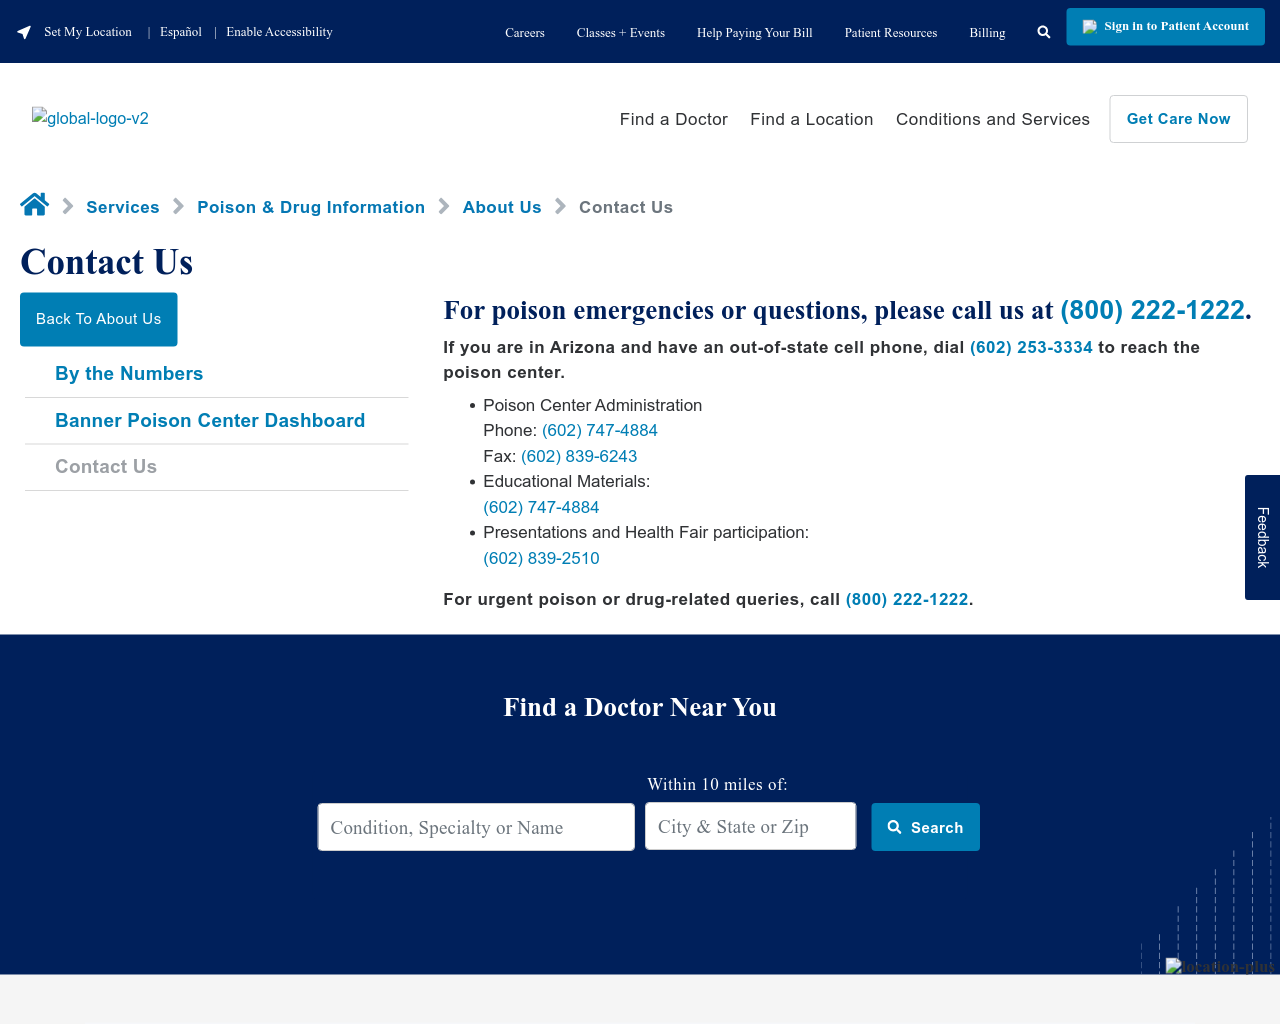 Set My Location | Español | Enable Accessibility
Careers Classes + Events Help Paying Your Bill Patient Resources Billing Sign in to Patient Account
global-logo-v2
Find a Doctor Find a Location Conditions and Services Get Care Now
Services Poison & Drug Information About Us Contact Us
Contact Us
Back To About Us
By the Numbers
Banner Poison Center Dashboard
Contact Us
For poison emergencies or questions, please call us at (800) 222-1222.
If you are in Arizona and have an out-of-state cell phone, dial (602) 253-3334 to reach the
poison center.
• Poison Center Administration
Phone: (602) 747-4884
Fax: (602) 839-6243
• Educational Materials:
(602) 747-4884
• Presentations and Health Fair participation:
(602) 839-2510
For urgent poison or drug-related queries, call (800) 222-1222.
Feedback
Find a Doctor Near You
Within 10 miles of:
Condition, Specialty or Name City & State or Zip Search
location-plus